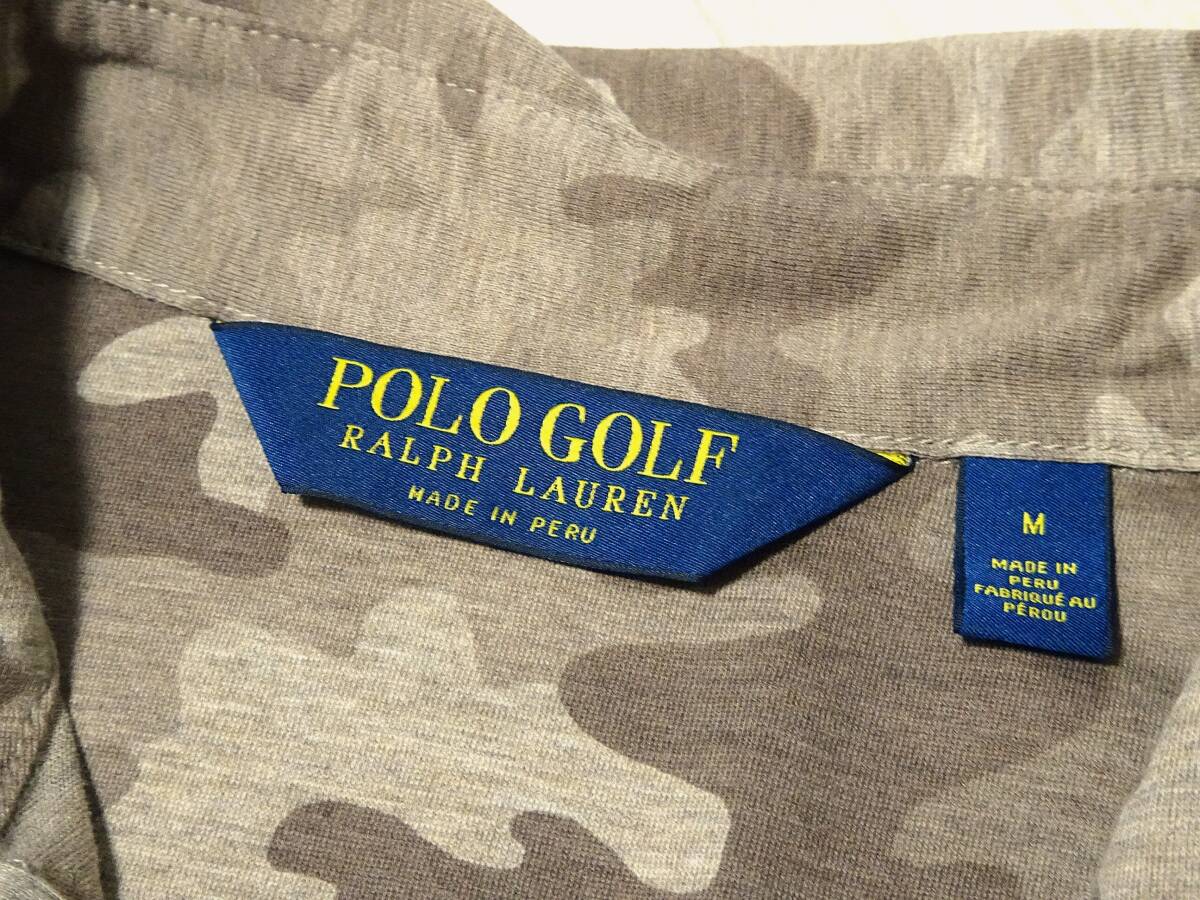 POLO GOLF
RALPH LAUREN
MADE IN PERU
M
MADE IN
PERU
FABRIQUÉ AU
PÉROU